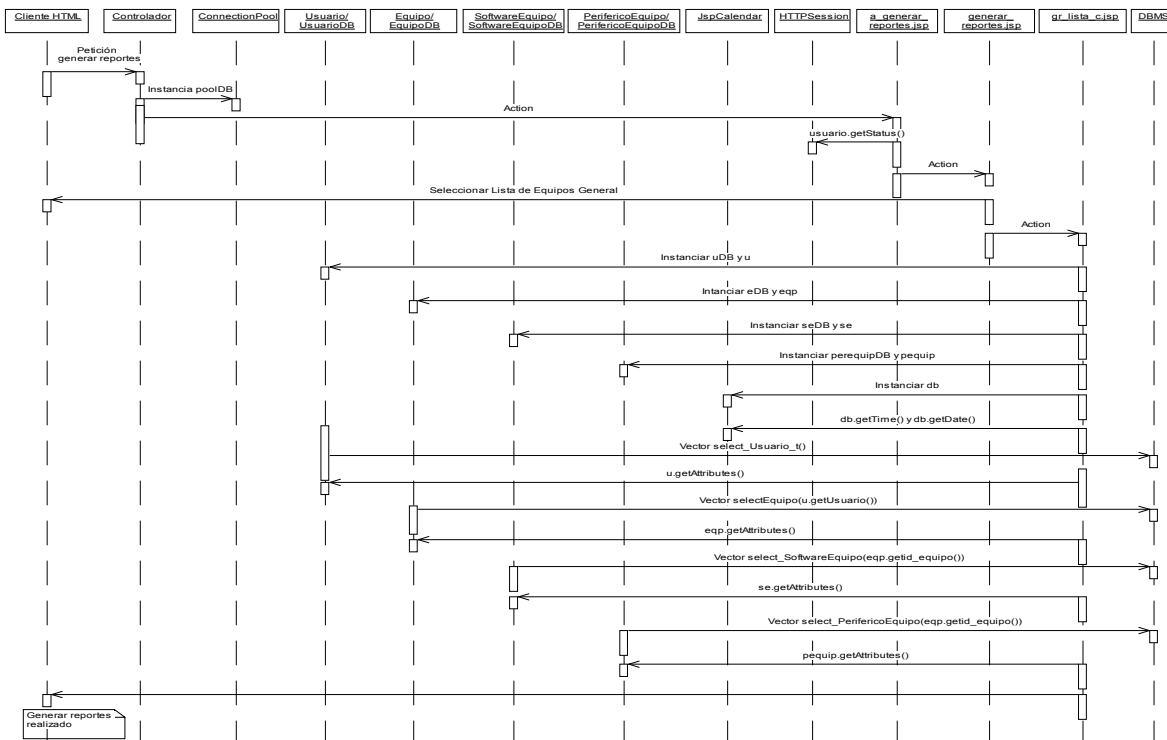 Cliente HTML
Controlador
ConnectionPool
Usuario/
UsuarioDB
Equipo/
EquipoDB
SoftwareEquipo/
SoftwareEquipoDB
PerifericoEquipo/
PerifericoEquipoDB
JspCalendar
HTTPSession
a_generar_
reportes.jsp
generar_
reportes.jsp
gr_lista_c.jsp
DBMS
Petición
generar reportes
Instancia poolDB
Action
usuario.getStatus()
Action
Seleccionar Lista de Equipos General
Action
Instanciar uDB y u
Intanciar eDB y eqp
Instanciar seDB y se
Instanciar perequipDB y pequip
Instanciar db
db.getTime() y db.getDate()
Vector select_Usuario_t()
u.getAttributes()
Vector selectEquipo(u.getUsuario())
eqp.getAttributes()
Vector select_SoftwareEquipo(eqp.getid_equipo())
se.getAttributes()
Vector select_PerifericoEquipo(eqp.getid_equipo())
pequip.getAttributes()
Generar reportes
realizado